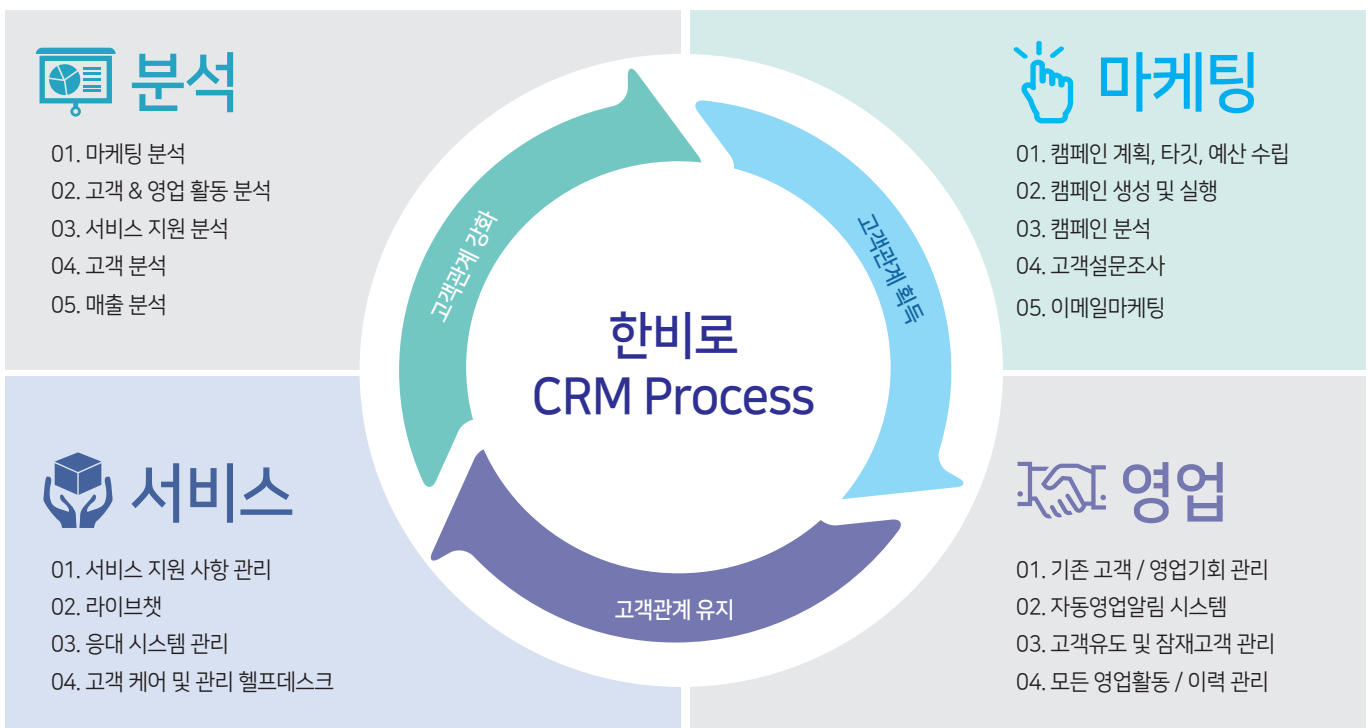 분석
01. 마케팅 분석
02. 고객 & 영업 활동 분석
03. 서비스 지원 분석
04. 고객 분석
05. 매출 분석
마케팅
01. 캠페인 계획, 타깃, 예산 수립
02. 캠페인 생성 및 실행
03. 캠페인 분석
04. 고객설문조사
05. 이메일마케팅
고객관계 강화
고객관계 획득
한비로
CRM Process
고객관계 유지
서비스
01. 서비스 지원 사항 관리
02. 라이브챗
03. 응대 시스템 관리
04. 고객 케어 및 관리 헬프데스크
영업
01. 기존 고객 / 영업기회 관리
02. 자동영업알림 시스템
03. 고객유도 및 잠재고객 관리
04. 모든 영업활동 / 이력 관리